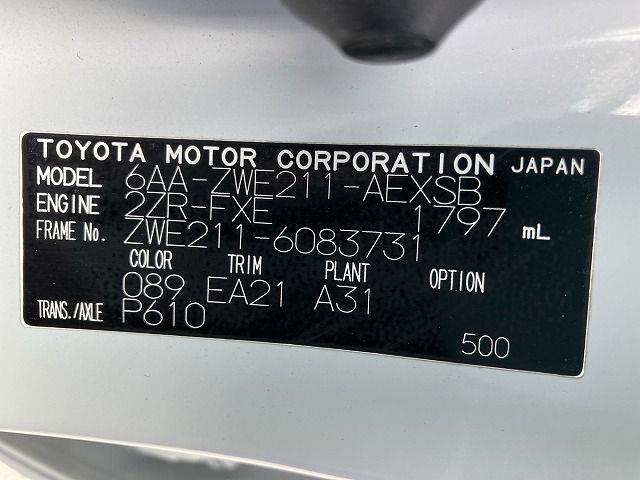 TOYOTA MOTOR CORPORATION JAPAN
MODEL 6AA-ZWE211-AEXSB
ENGINE 2ZR-FXE 1797 mL
FRAME No. ZWE211-6083731
COLOR TRIM PLANT OPTION
089 EA21 A31
TRANS./AXLE P610
500